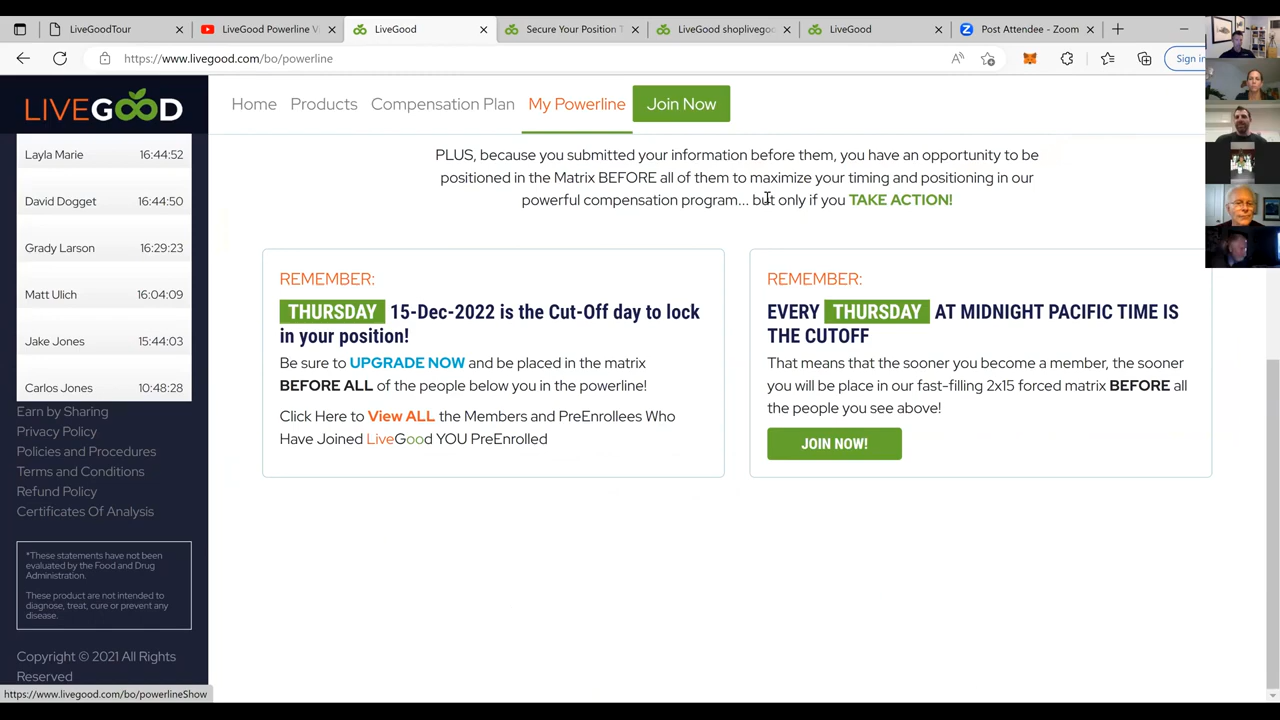 LiveGoodTour
LiveGood Powerline V
LiveGood
Secure Your Position T
LiveGood shoplivegoo
LiveGood
Post Attendee - Zoom
https://www.livegood.com/bo/powerline
Sign in
LIVEGOOD
Home
Products
Compensation Plan
My Powerline
Join Now
Layla Marie 16:44:52
David Dogget 16:44:50
Grady Larson 16:29:23
Matt Ulich 16:04:09
Jake Jones 15:44:03
Carlos Jones 10:48:28
Earn by Sharing
Privacy Policy
Policies and Procedures
Terms and Conditions
Refund Policy
Certificates Of Analysis
*These statements have not been
evaluated by the Food and Drug
Administration.
These product are not intended to
diagnose, treat, cure or prevent any
disease.
Copyright © 2021 All Rights
Reserved
PLUS, because you submitted your information before them, you have an opportunity to be
positioned in the Matrix BEFORE all of them to maximize your timing and positioning in our
powerful compensation program... but only if you TAKE ACTION!
REMEMBER:
THURSDAY 15-Dec-2022 is the Cut-Off day to lock
in your position!
Be sure to UPGRADE NOW and be placed in the matrix
BEFORE ALL of the people below you in the powerline!
Click Here to View ALL the Members and PreEnrollees Who
Have Joined LiveGood YOU PreEnrolled
REMEMBER:
EVERY THURSDAY AT MIDNIGHT PACIFIC TIME IS
THE CUTOFF
That means that the sooner you become a member, the sooner
you will be place in our fast-filling 2x15 forced matrix BEFORE all
the people you see above!
JOIN NOW!
https://www.livegood.com/bo/powerlineShow